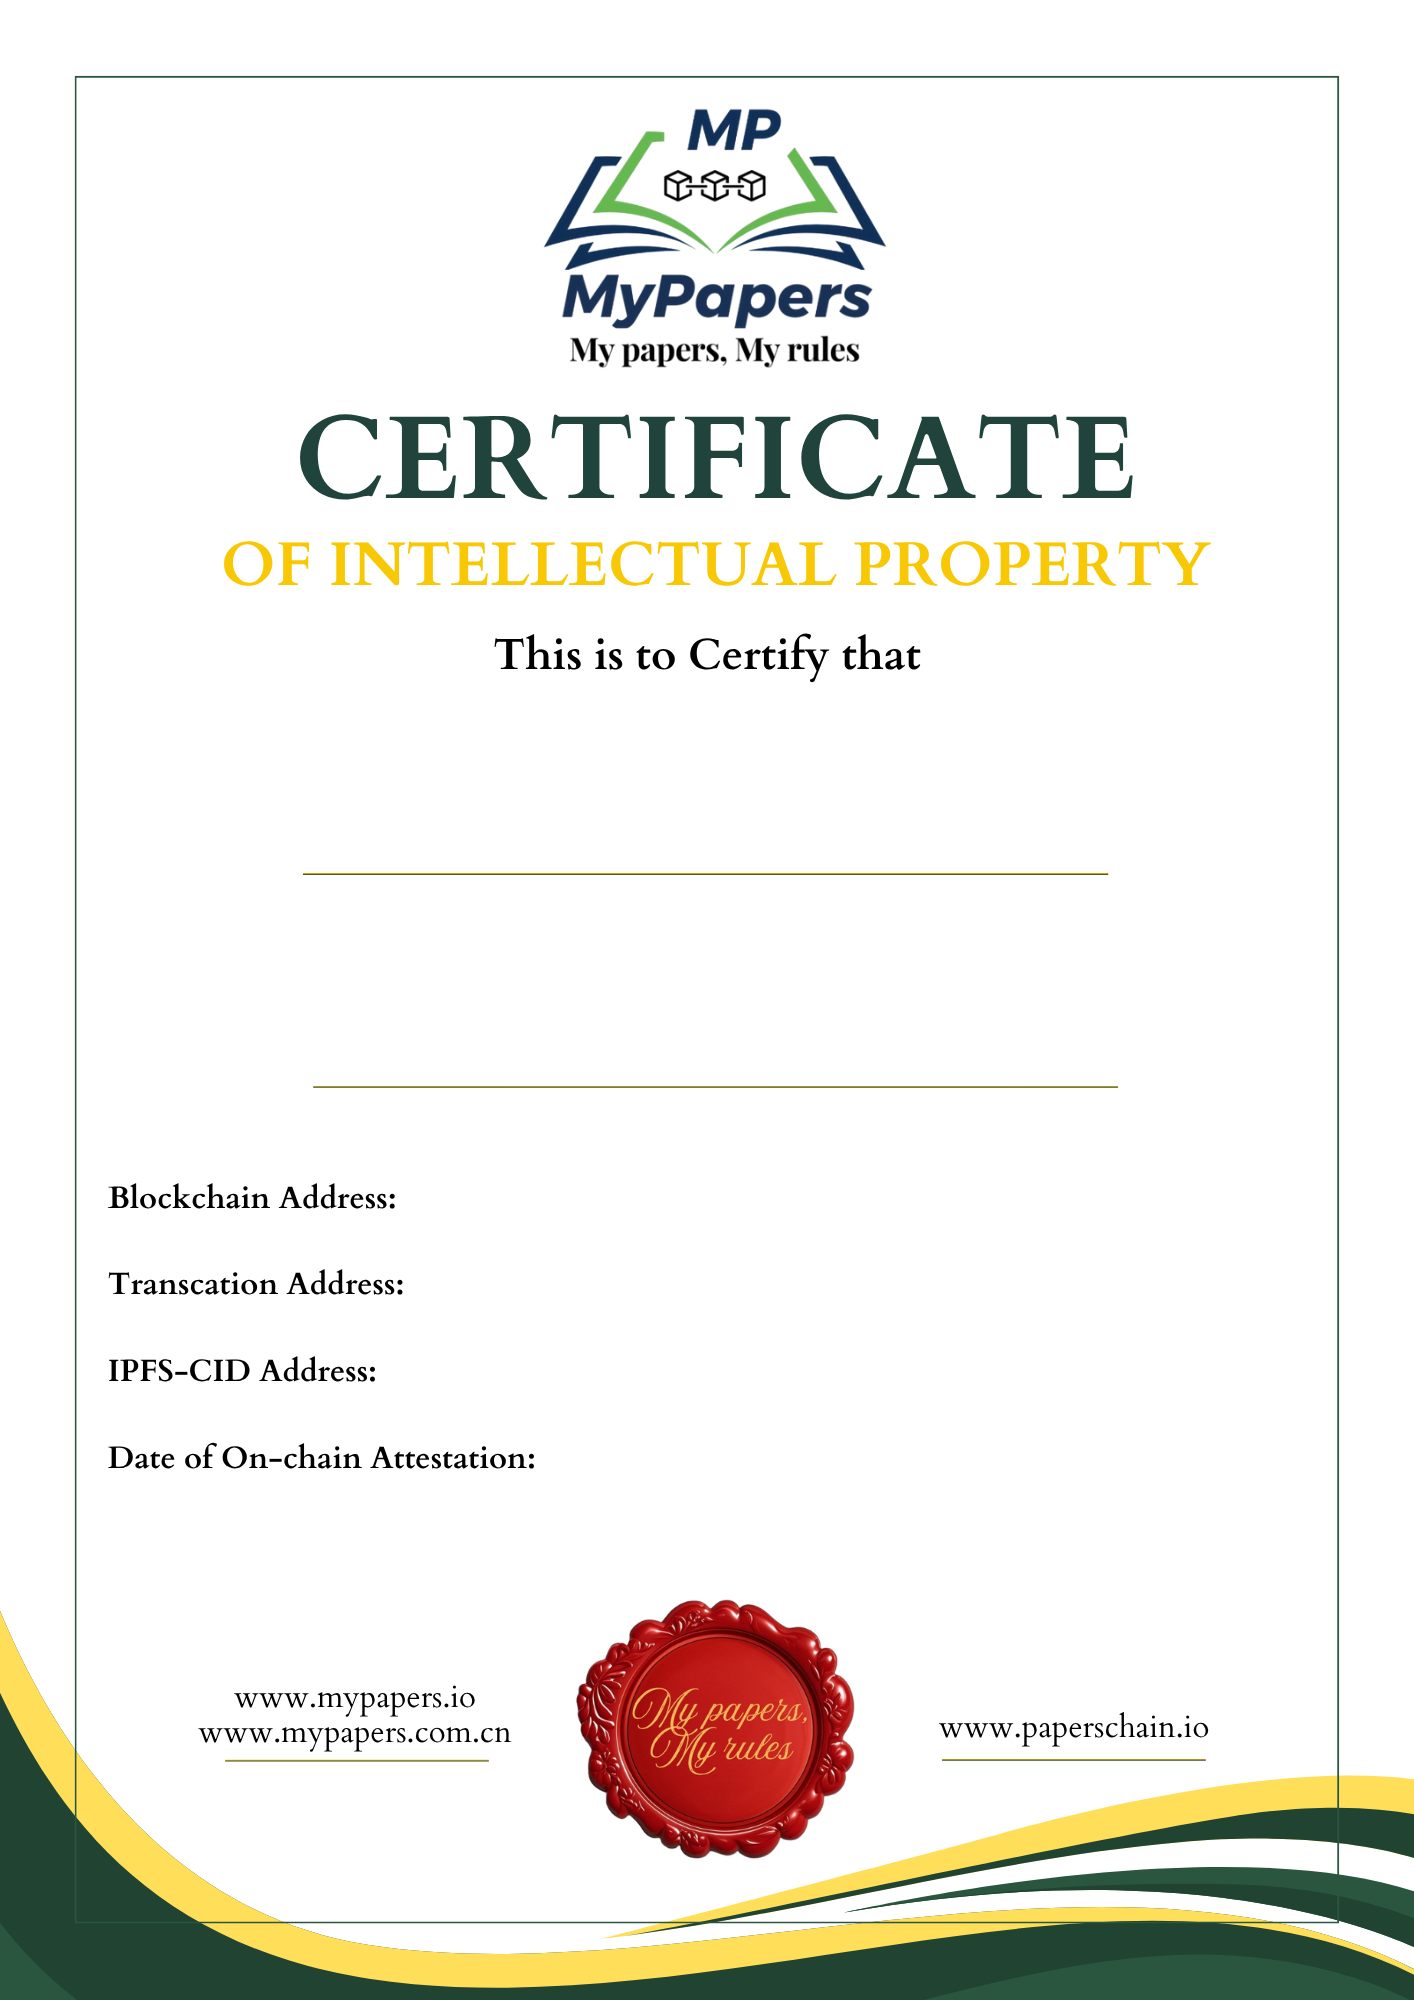 MP
MyPapers
My papers, My rules
CERTIFICATE
OF INTELLECTUAL PROPERTY
This is to Certify that
Blockchain Address:
Transcation Address:
IPFS-CID Address:
Date of On-chain Attestation:
www.mypapers.io
www.mypapers.com.cn
My papers,
My rules
www.paperschain.io